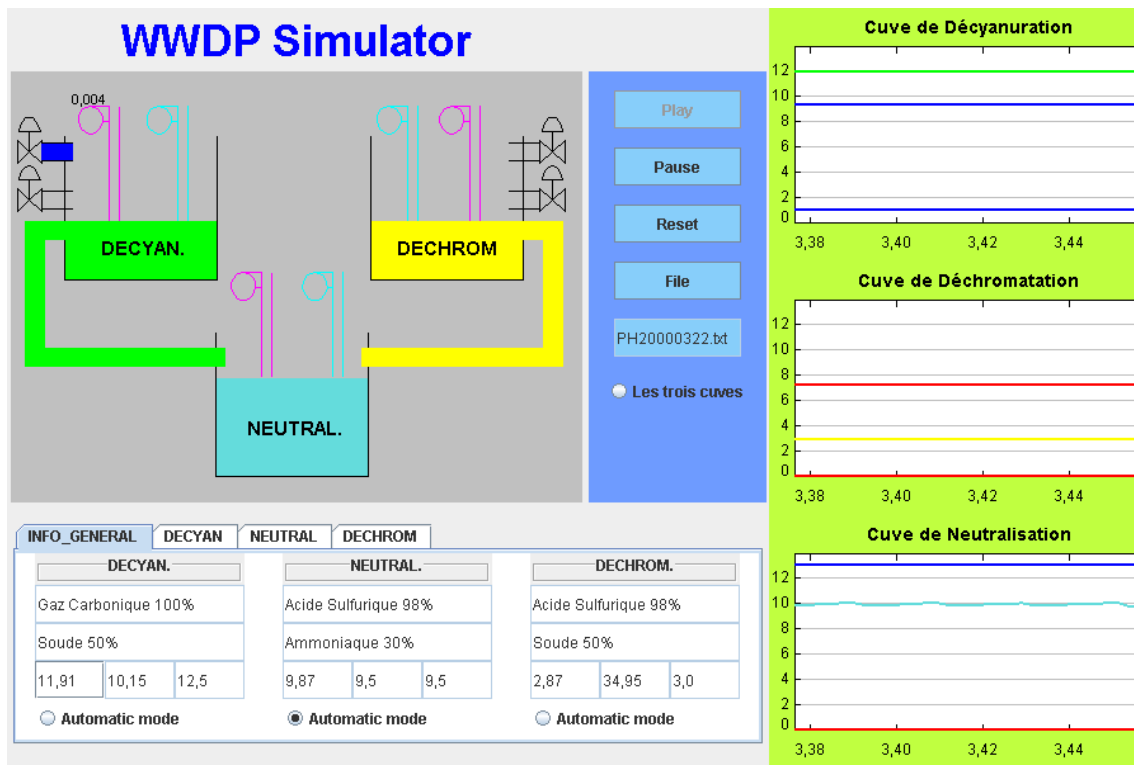 WWDP Simulator
0,004
DECYAN.
DECHROM
NEUTRAL.
Play
Pause
Reset
File
PH20000322.txt
Les trois cuves
INFO_GENERAL DECYAN NEUTRAL DECHROM
DECYAN. NEUTRAL. DECHROM.
Gaz Carbonique 100% Acide Sulfurique 98% Acide Sulfurique 98%
Soude 50% Ammoniaque 30% Soude 50%
11,91 10,15 12,5 9,87 9,5 9,5 2,87 34,95 3,0
Automatic mode Automatic mode Automatic mode
Cuve de Décyanuration
12
10
8
6
4
2
0
3,38 3,40 3,42 3,44
Cuve de Déchromatation
12
10
8
6
4
2
0
3,38 3,40 3,42 3,44
Cuve de Neutralisation
12
10
8
6
4
2
0
3,38 3,40 3,42 3,44